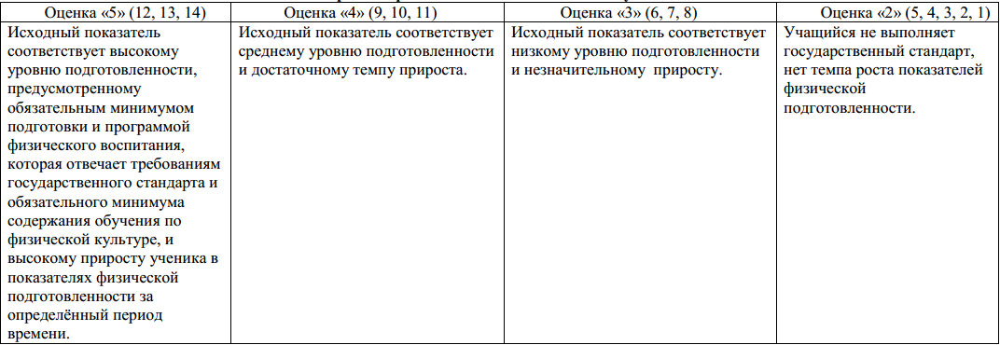 Оценка «5» (12, 13, 14)
Оценка «4» (9, 10, 11)
Оценка «3» (6, 7, 8)
Оценка «2» (5, 4, 3, 2, 1)
Исходный показатель
соответствует высокому
уровню подготовленности,
предусмотренному
обязательным минимумом
подготовки и программой
физического воспитания,
которая отвечает требованиям
государственного стандарта и
обязательного минимума
содержания обучения по
физической культуре, и
высокому приросту ученика в
показателях физической
подготовленности за
определённый период
времени.
Исходный показатель соответствует
среднему уровню подготовленности
и достаточному темпу прироста.
Исходный показатель соответствует
низкому уровню подготовленности
и незначительному приросту.
Учащийся не выполняет
государственный стандарт,
нет темпа роста показателей
физической
подготовленности.